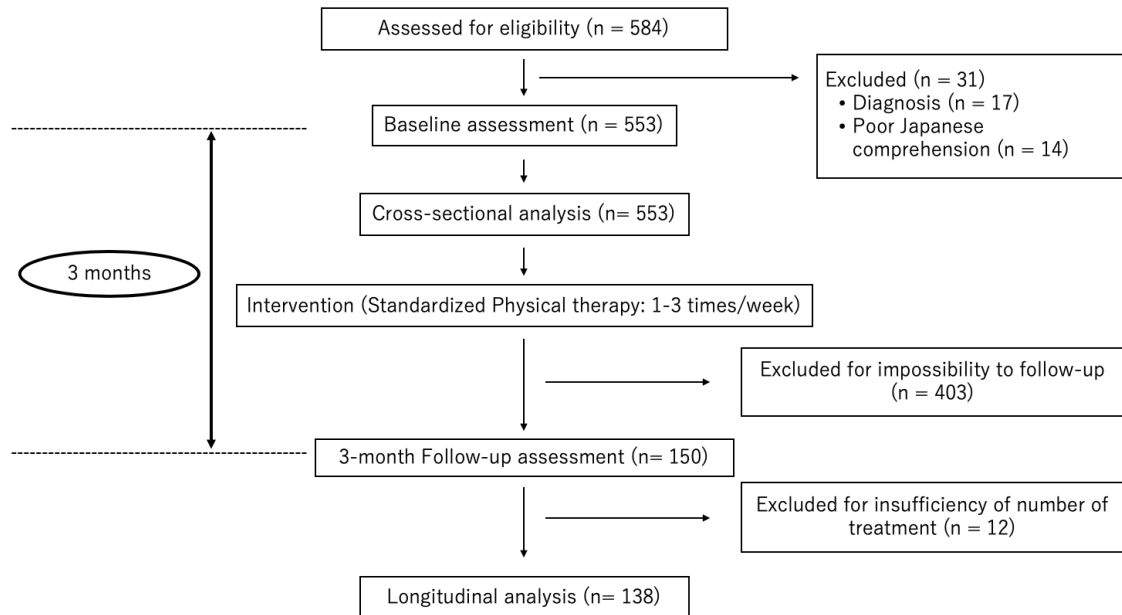 Assessed for eligibility (n = 584)
Excluded (n = 31)
• Diagnosis (n = 17)
• Poor Japanese
comprehension (n = 14)
Baseline assessment (n = 553)
Cross-sectional analysis (n= 553)
3 months
Intervention (Standardized Physical therapy: 1-3 times/week)
Excluded for impossibility to follow-up
(n = 403)
3-month Follow-up assessment (n= 150)
Excluded for insufficiency of number of
treatment (n = 12)
Longitudinal analysis (n= 138)